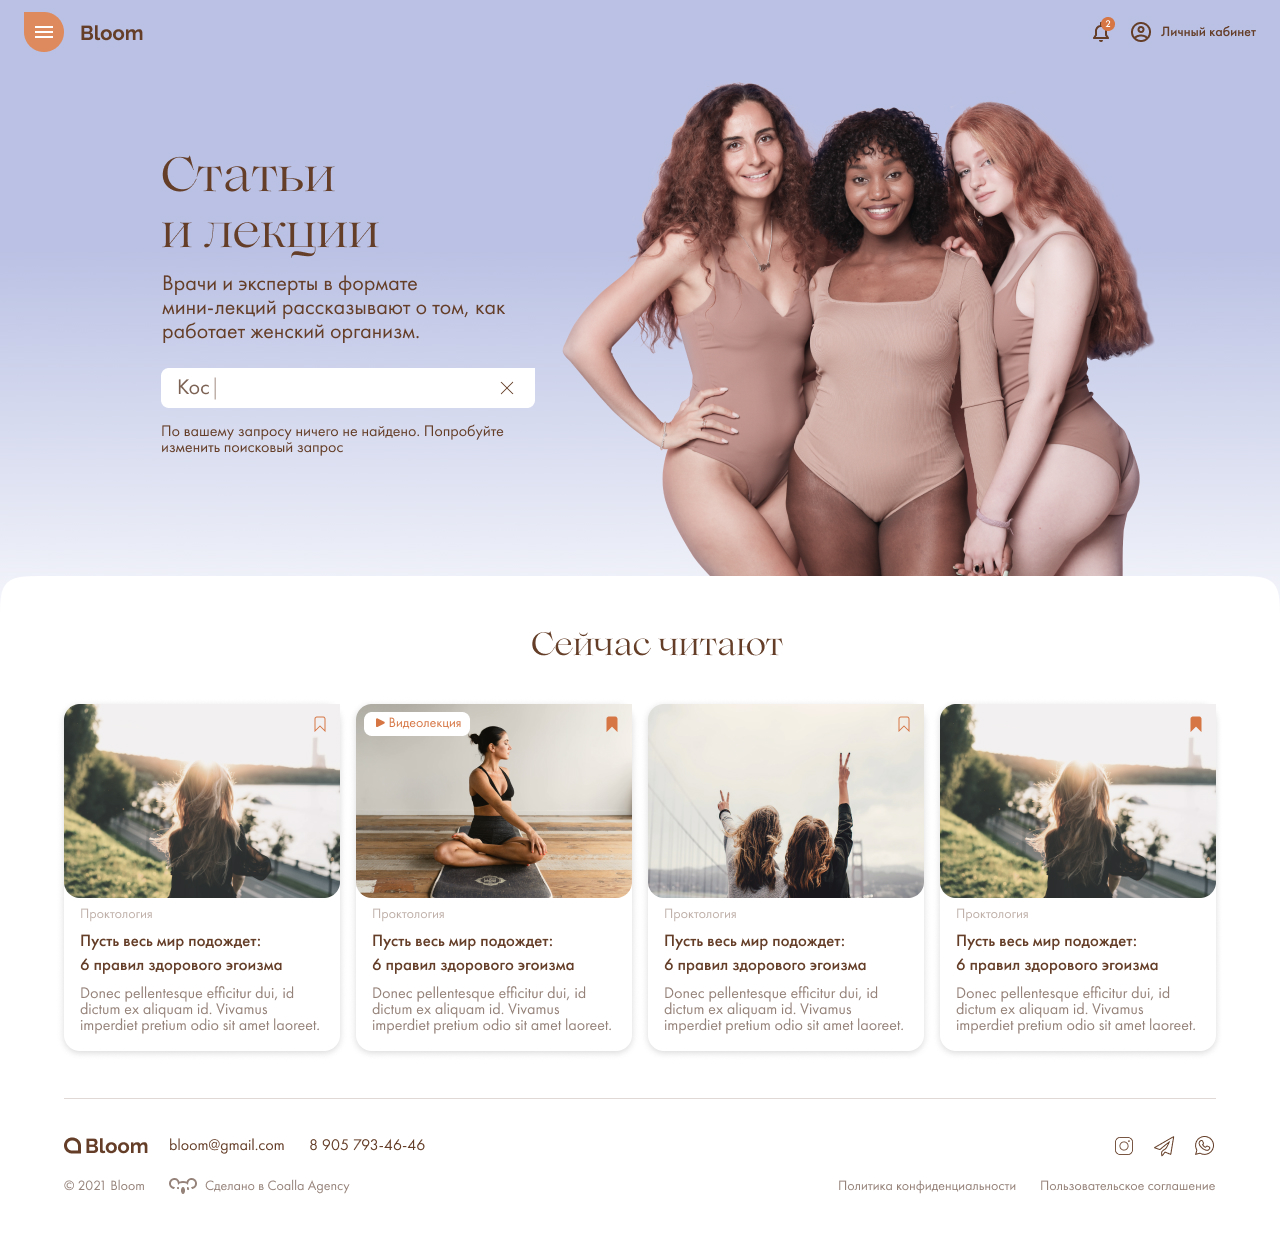 Bloom
2
Личный кабинет
Статьи
и лекции
Врачи и эксперты в формате
мини-лекций рассказывают о том, как
работает женский организм.
Кос
По вашему запросу ничего не найдено. Попробуйте
изменить поисковый запрос
Сейчас читают
Проктология
Пусть весь мир подождет:
6 правил здорового эгоизма
Donec pellentesque efficitur dui, id
dictum ex aliquam id. Vivamus
imperdiet pretium odio sit amet laoreet.
Видеолекция
Проктология
Пусть весь мир подождет:
6 правил здорового эгоизма
Donec pellentesque efficitur dui, id
dictum ex aliquam id. Vivamus
imperdiet pretium odio sit amet laoreet.
Проктология
Пусть весь мир подождет:
6 правил здорового эгоизма
Donec pellentesque efficitur dui, id
dictum ex aliquam id. Vivamus
imperdiet pretium odio sit amet laoreet.
Проктология
Пусть весь мир подождет:
6 правил здорового эгоизма
Donec pellentesque efficitur dui, id
dictum ex aliquam id. Vivamus
imperdiet pretium odio sit amet laoreet.
Bloom
bloom@gmail.com
8 905 793-46-46
© 2021 Bloom
Сделано в Coalla Agency
Политика конфиденциальности
Пользовательское соглашение